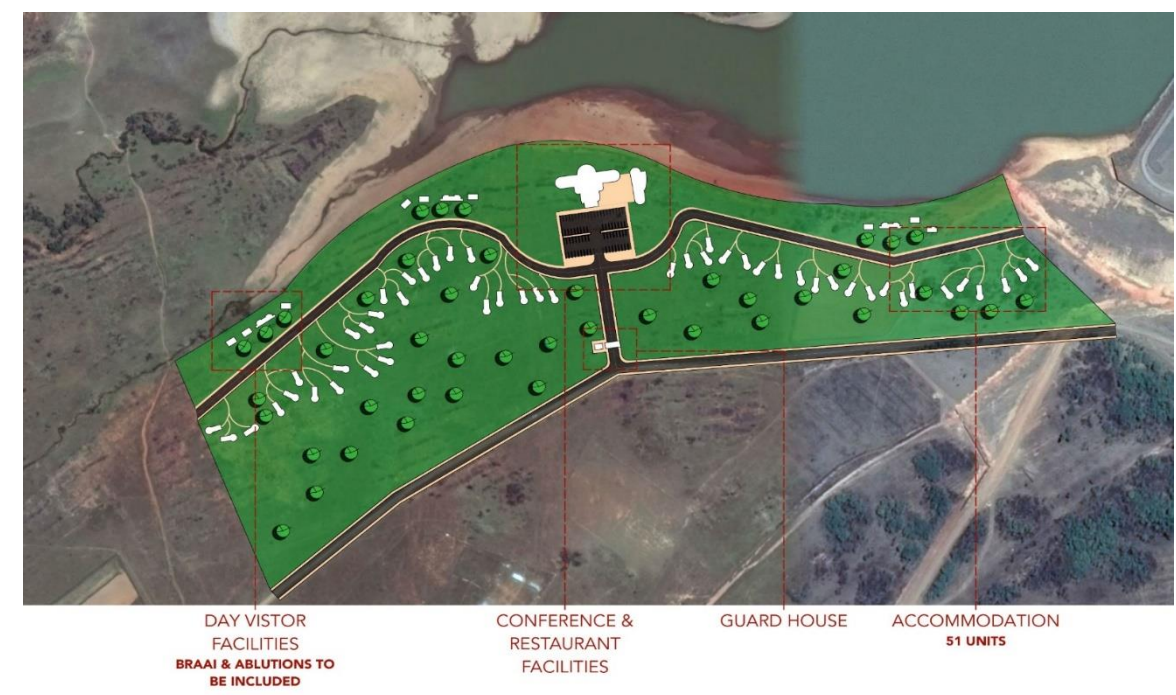 DAY VISTOR
FACILITIES
BRAAI & ABLUTIONS TO
BE INCLUDED
CONFERENCE &
RESTAURANT
FACILITIES
GUARD HOUSE
ACCOMMODATION
51 UNITS